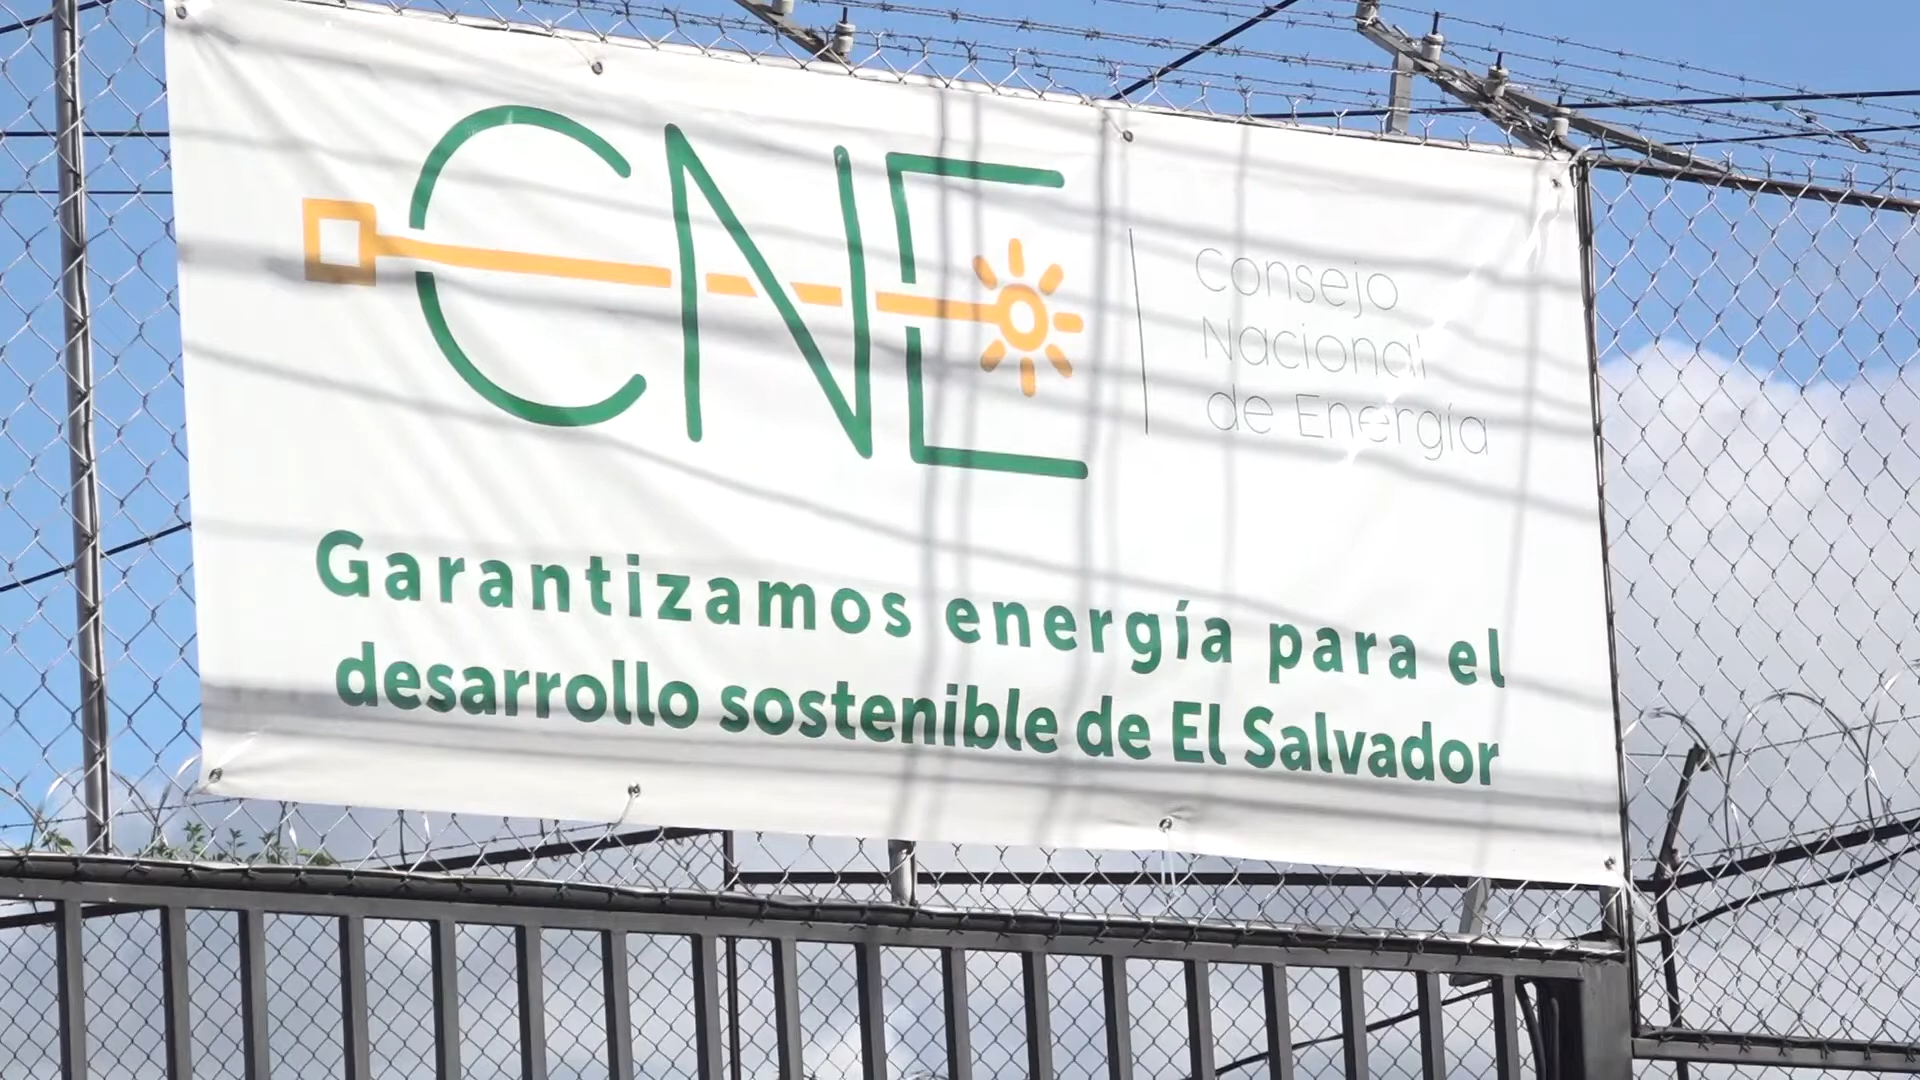 CNE
Consejo
Nacional
de Energía
Garantizamos energía para el
desarrollo sostenible de El Salvador